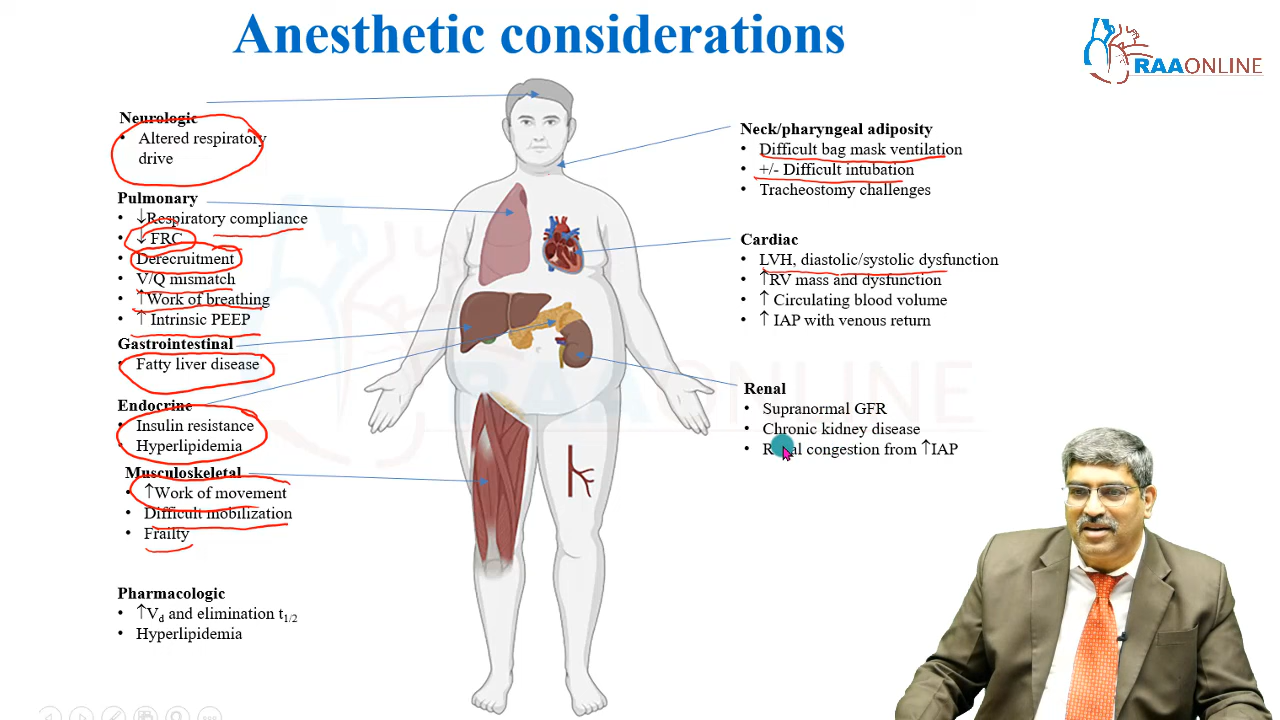 Anesthetic considerations
RAAONLINE
Neurologic
• Altered respiratory
drive
Pulmonary
• ↓Respiratory compliance
• ↓ FRC
• Derecruitment
• V/Q mismatch
• ↑Work of breathing
• ↑ Intrinsic PEEP
Gastrointestinal
• Fatty liver disease
Endocrine
• Insulin resistance
• Hyperlipidemia
Musculoskeletal
• ↑Work of movement
• Difficult mobilization
• Frailty
Pharmacologic
• ↑Vd and elimination t1/2
• Hyperlipidemia
Neck/pharyngeal adiposity
• Difficult bag mask ventilation
• +/- Difficult intubation
• Tracheostomy challenges
Cardiac
• LVH, diastolic/systolic dysfunction
• ↑RV mass and dysfunction
• ↑ Circulating blood volume
• ↑ IAP with venous return
Renal
• Supranormal GFR
• Chronic kidney disease
• Renal congestion from ↑IAP
RAAONLINE